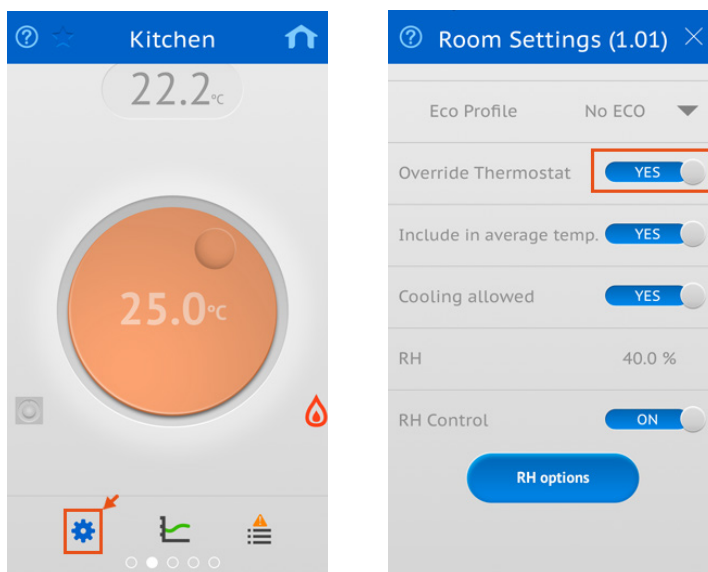 Kitchen
22.2°C
25.0°C
Room Settings (1.01)
Eco Profile No ECO
Override Thermostat YES
Include in average temp. YES
Cooling allowed YES
RH 40.0 %
RH Control ON
RH options